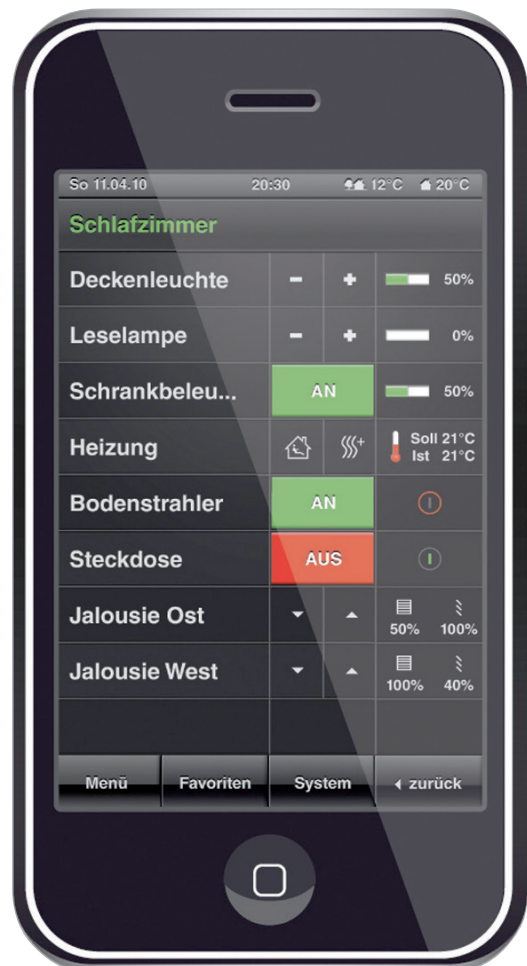 So 11.04.10 20:30 12°C 20°C
Schlafzimmer
Deckenleuchte - + 50%
Leselampe - + 0%
Schrankbeleu... AN 50%
Heizung + Soll 21°C
Ist 21°C
Bodenstrahler AN
Steckdose AUS
Jalousie Ost 50% 100%
Jalousie West 100% 40%
Menü Favoriten System zurück